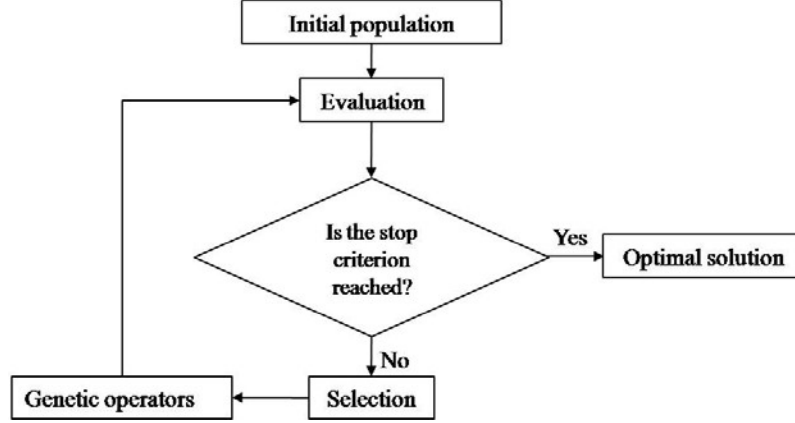 Initial population
Evaluation
Is the stop
criterion
reached?
Yes
Optimal solution
No
Genetic operators
Selection